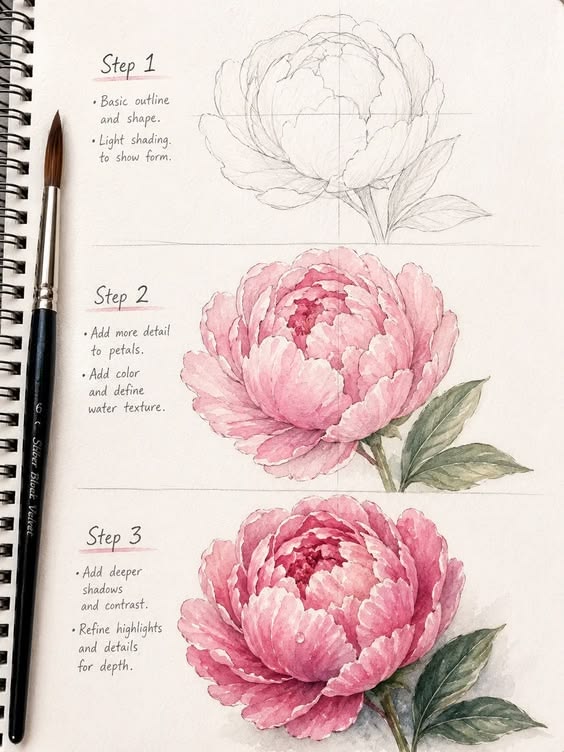 Step 1
• Basic outline
and shape.
• Light shading.
to show form.
Step 2
• Add more detail
to petals.
• Add color
and define
water texture.
Step 3
• Add deeper
shadows
and contrast.
• Refine highlights
and details
for depth.
Silver Black Velvet